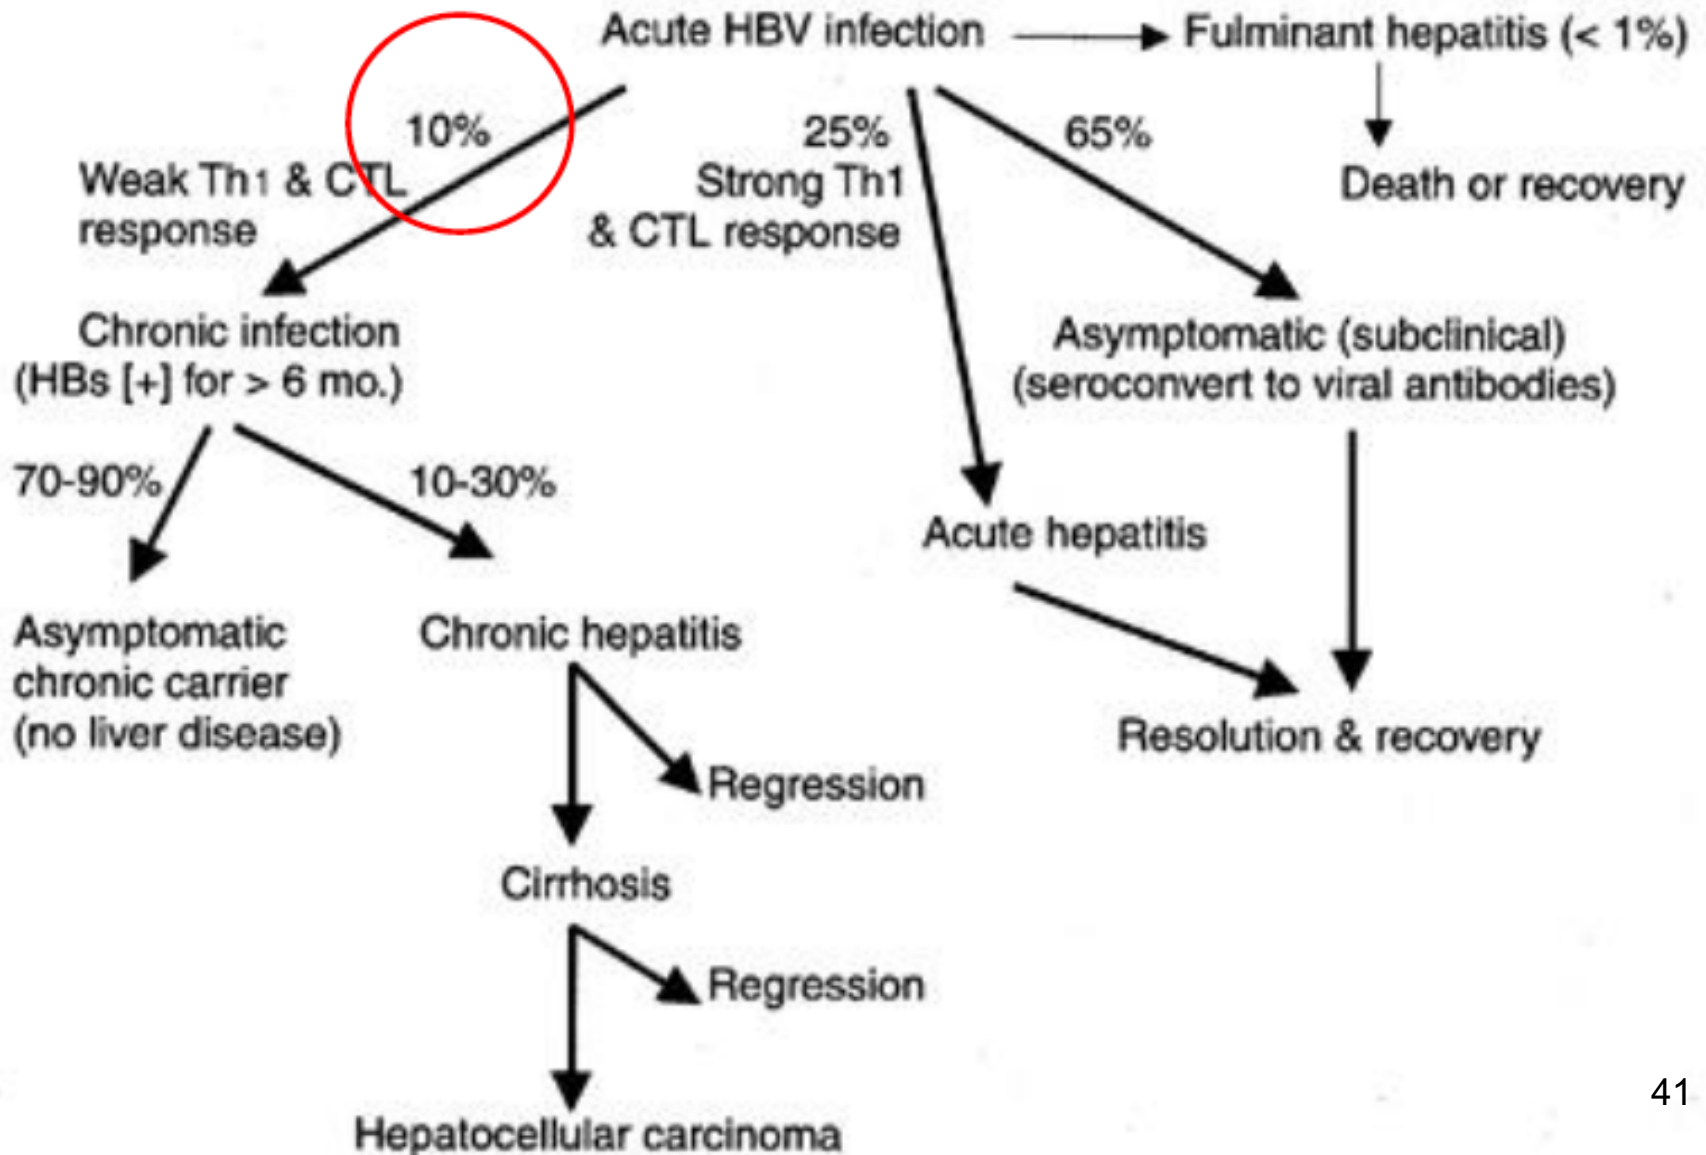 Acute HBV infection
Fulminant hepatitis (< 1%)
10%
25%
65%
Weak Th1 & CTL
response
Strong Th1
& CTL response
Death or recovery
Chronic infection
(HBs [+] for > 6 mo.)
Asymptomatic (subclinical)
(seroconvert to viral antibodies)
70-90%
10-30%
Acute hepatitis
Asymptomatic
chronic carrier
(no liver disease)
Chronic hepatitis
Resolution & recovery
Regression
Cirrhosis
Regression
Hepatocellular carcinoma
41